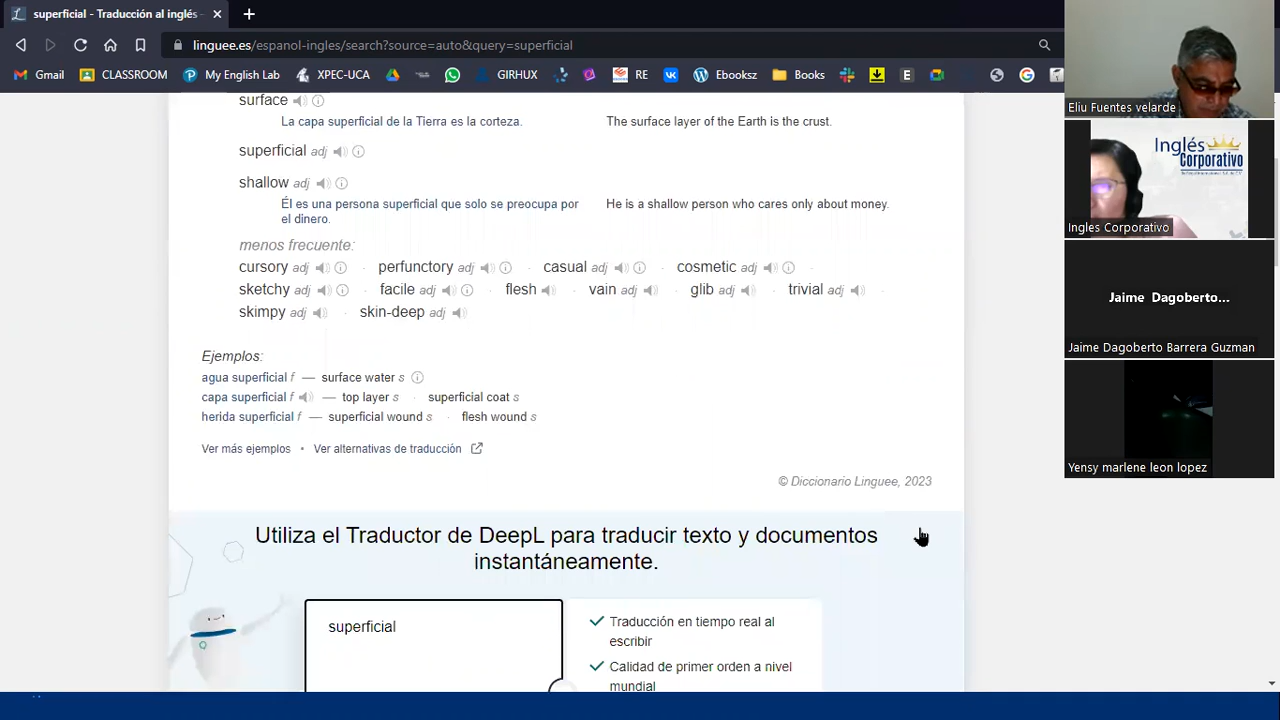 superficial - Traducción al inglés -
linguee.es/espanol-ingles/search?source=auto&query=superficial
Gmail CLASSROOM My English Lab XPEC-UCA GIRHUX RE Ebooksz Books E
surface
La capa superficial de la Tierra es la corteza. The surface layer of the Earth is the crust.
superficial adj
shallow adj
Él es una persona superficial que solo se preocupa por He is a shallow person who cares only about money.
el dinero.
menos frecuente:
cursory adj · perfunctory adj · casual adj · cosmetic adj ·
sketchy adj · facile adj · flesh · vain adj · glib adj · trivial adj ·
skimpy adj · skin-deep adj
Ejemplos:
agua superficial f — surface water s
capa superficial f — top layer s · superficial coat s
herida superficial f — superficial wound s · flesh wound s
Ver más ejemplos • Ver alternativas de traducción
© Diccionario Linguee, 2023
Utiliza el Traductor de DeepL para traducir texto y documentos
instantáneamente.
superficial
Traducción en tiempo real al
escribir
Calidad de primer orden a nivel
mundial
Eliu Fuentes velarde
Inglés
Corporativo
Ingles Corporativo
Jaime Dagoberto...
Jaime Dagoberto Barrera Guzman
Yensy marlene leon lopez